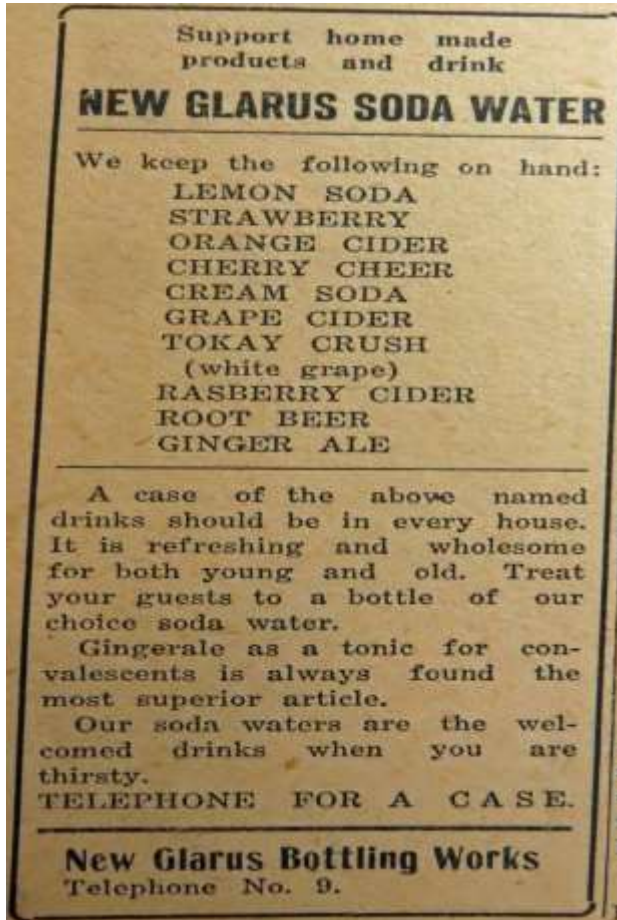 Support home made
products and drink
NEW GLARUS SODA WATER
We keep the following on hand:
LEMON SODA
STRAWBERRY
ORANGE CIDER
CHERRY CHEER
CREAM SODA
GRAPE CIDER
TOKAY CRUSH
(white grape)
RASBERRY CIDER
ROOT BEER
GINGER ALE
A case of the above named
drinks should be in every house.
It is refreshing and wholesome
for both young and old. Treat
your guests to a bottle of our
choice soda water.
Gingerale as a tonic for con-
valescents is always found the
most superior article.
Our soda waters are the wel-
comed drinks when you are
thirsty.
TELEPHONE FOR A CASE.
New Glarus Bottling Works
Telephone No. 9.